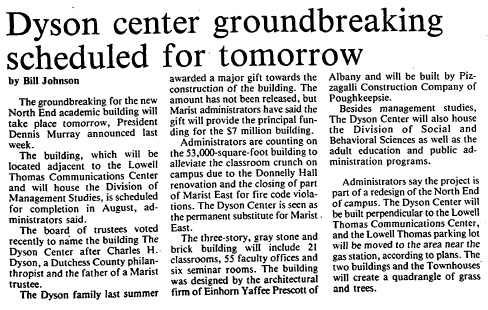 Dyson center groundbreaking
scheduled for tomorrow
by Bill Johnson
The groundbreaking for the new
North End academic building will
take place tomorrow, President
Dennis Murray announced last
week.
The building, which will be
located adjacent to the Lowell
Thomas Communications Center
and will house the Division of
Management Studies, is scheduled
for completion in August, ad-
ministrators said.
The board of trustees voted
recently to name the building The
Dyson Center after Charles H.
Dyson, a Dutchess County philan-
thropist and the father of a Marist
trustee.
The Dyson family last summer
awarded a major gift towards the
construction of the building. The
amount has not been released, but
Marist administrators have said the
gift will provide the principal fun-
ding for the $7 million building.
Administrators are counting on
the 53,000-square-foot building to
alleviate the classroom crunch on
campus due to the Donnelly Hall
renovation and the closing of part
of Marist East for fire code viola-
tions. The Dyson Center is seen as
the permanent substitute for Marist
East.
The three-story, gray stone and
brick building will include 21
classrooms, 55 faculty offices and
six seminar rooms. The building
was designed by the architectural
firm of Einhorn Yaffee Prescott of
Albany and will be built by Piz-
zagalli Construction Company of
Poughkeepsie.
Besides management studies,
The Dyson Center will also house
the Division of Social and
Behavioral Sciences as well as the
adult education and public ad-
ministration programs.
Administrators say the project is
part of a redesign of the North End
of campus. The Dyson Center will
be built perpendicular to the Lowell
Thomas Communications Center,
and the Lowell Thomas parking lot
will be moved to the area near the
gas station, according to plans. The
two buildings and the Townhouses
will create a quadrangle of grass
and trees.